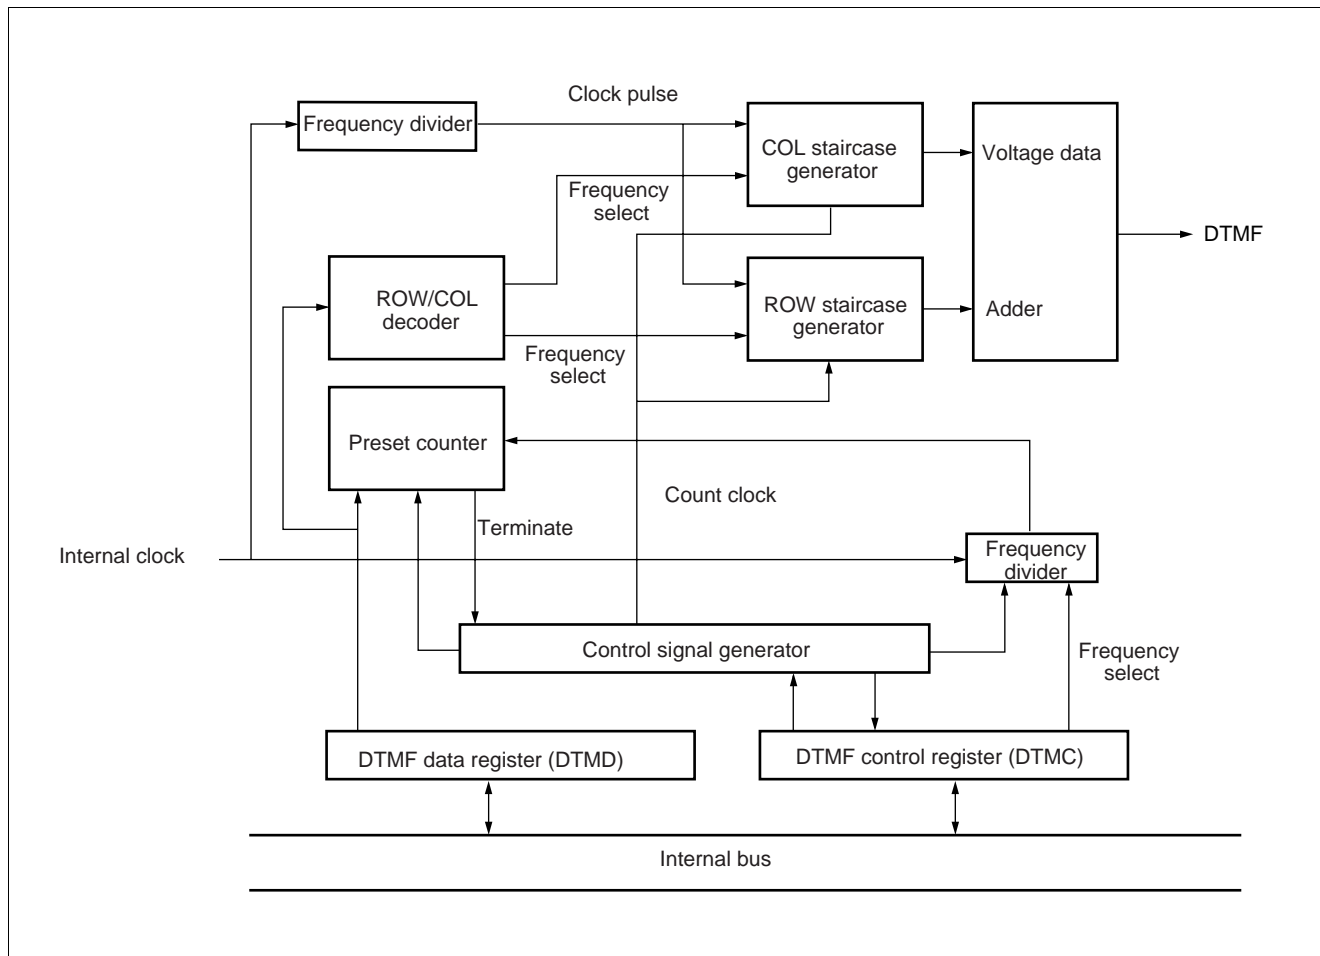 Clock pulse
Frequency divider
COL staircase
generator
Voltage data
Frequency
select
DTMF
ROW/COL
decoder
ROW staircase
generator
Adder
Frequency
select
Preset counter
Count clock
Terminate
Internal clock
Frequency
divider
Control signal generator
Frequency
select
DTMF data register (DTMD)
DTMF control register (DTMC)
Internal bus